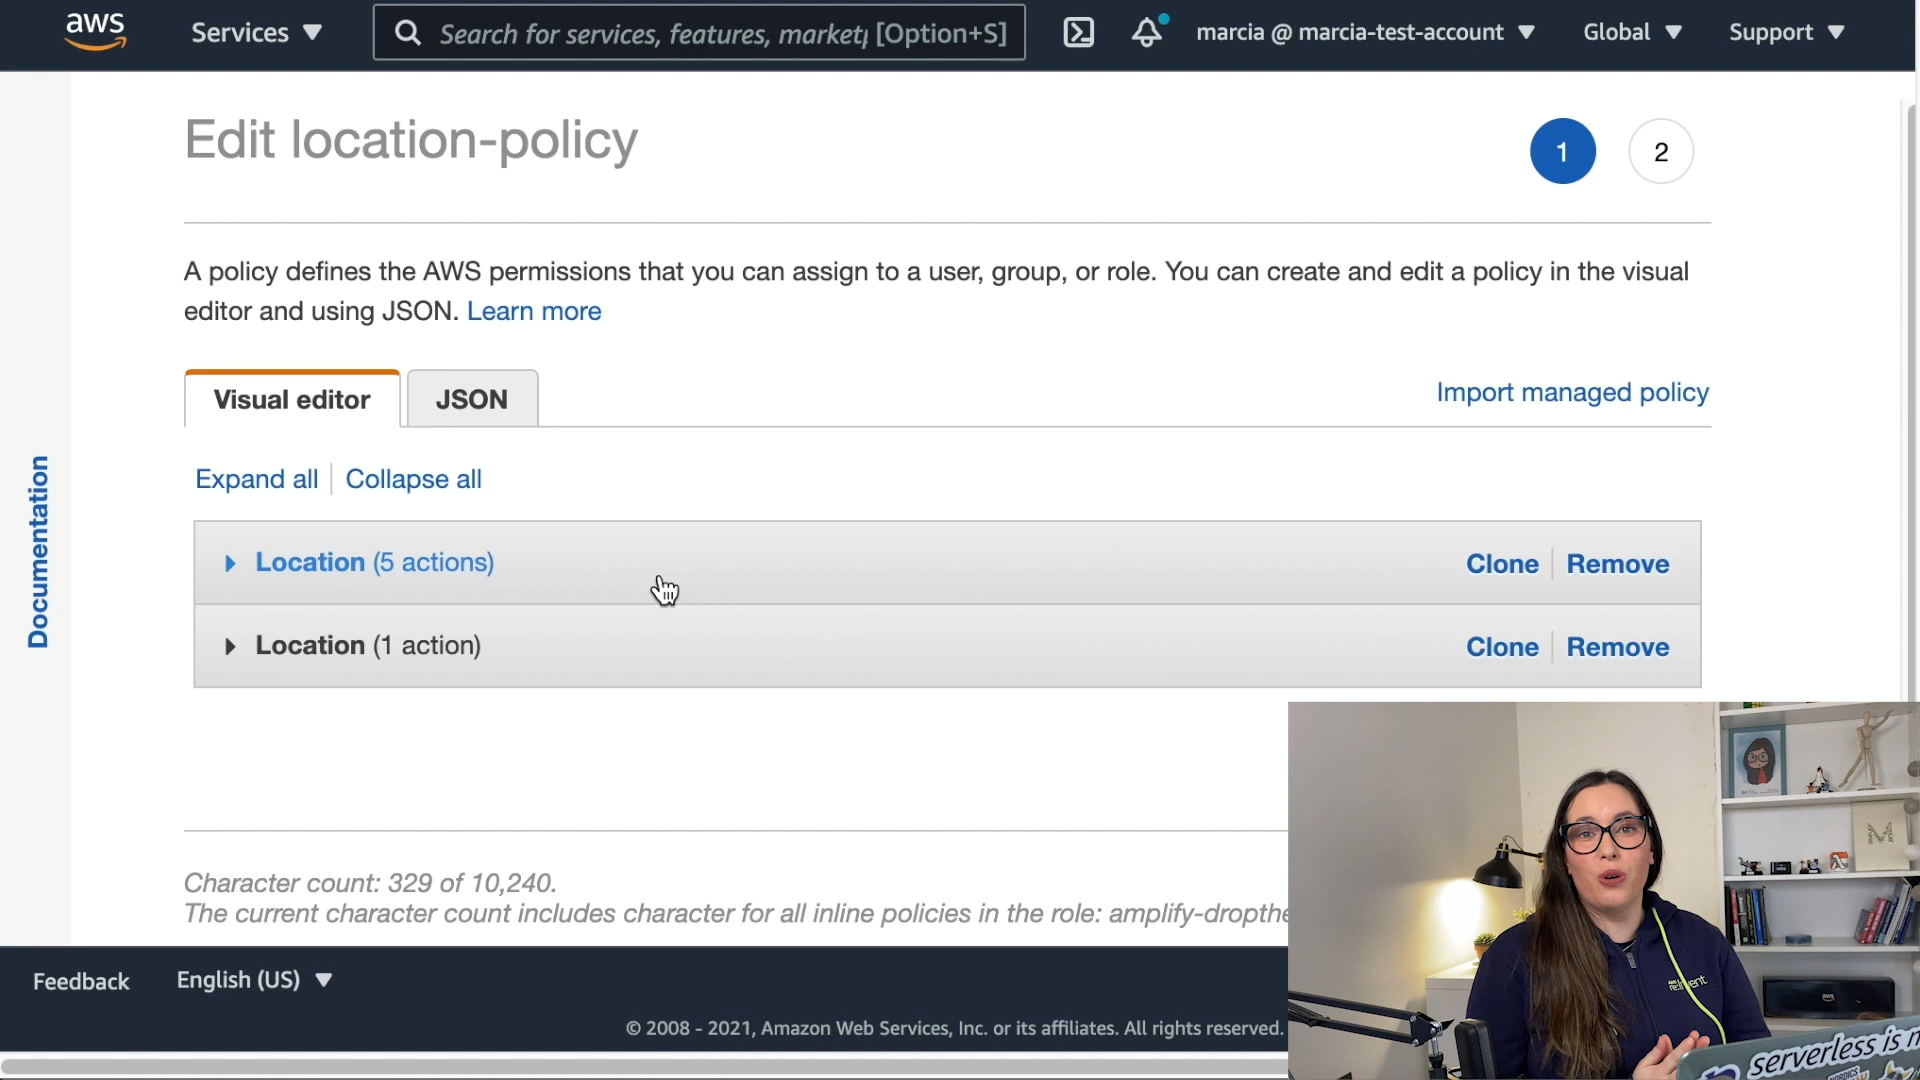 aws
Services
Search for services, features, market [Option+S]
marcia @ marcia-test-account
Global
Support
Edit location-policy
1
2
A policy defines the AWS permissions that you can assign to a user, group, or role. You can create and edit a policy in the visual
editor and using JSON. Learn more
Visual editor
JSON
Import managed policy
Documentation
Expand all
Collapse all
Location (5 actions)
Clone
Remove
Location (1 action)
Clone
Remove
Character count: 329 of 10,240.
The current character count includes character for all inline policies in the role: amplify-dropthe
Feedback
English (US)
© 2008 - 2021, Amazon Web Services, Inc. or its affiliates. All rights reserved.
M
aws
re:Invent
aws
serverless is